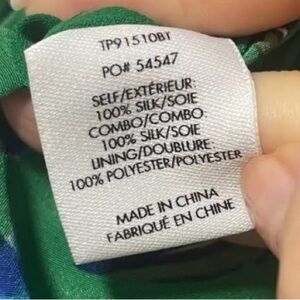 TP91510BT
PO# 54547
SELF/EXTÉRIEUR:
100% SILK/SOIE
COMBO/COMBO:
100% SILK/SOIE
LINING/DOUBLURE:
100% POLYESTER/POLYESTER
MADE IN CHINA
FABRIQUÉ EN CHINE